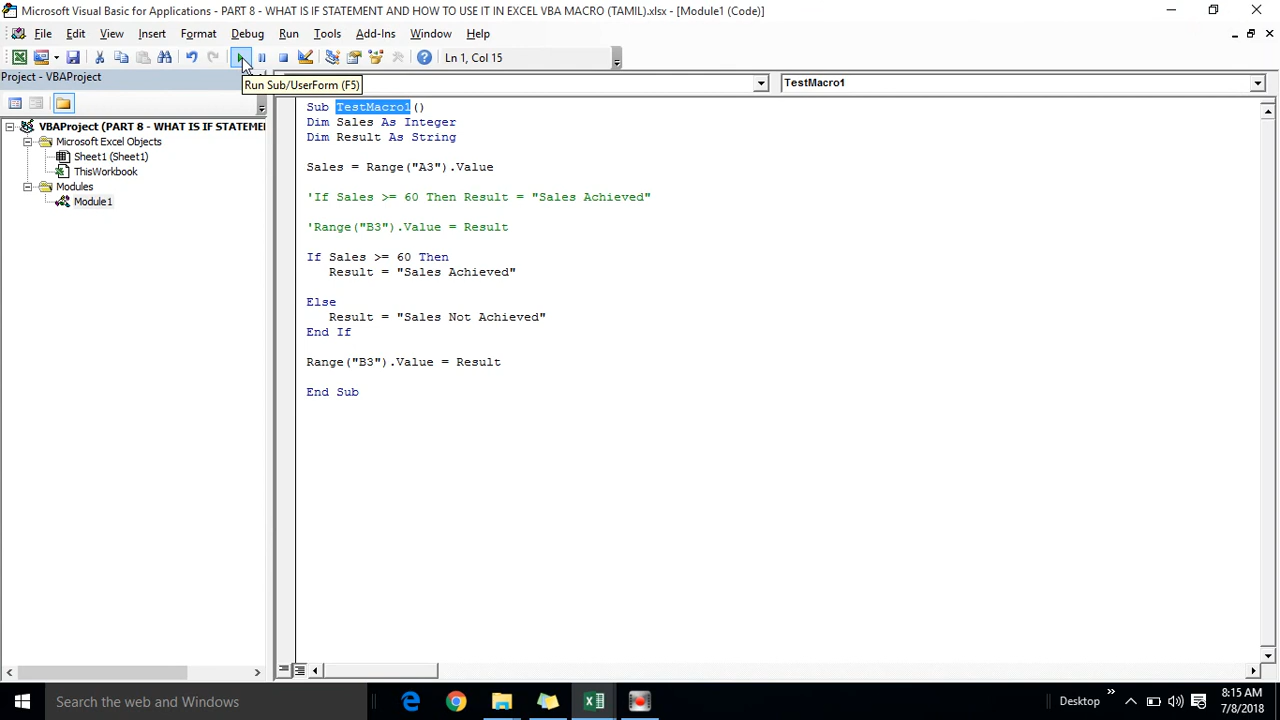 Microsoft Visual Basic for Applications - PART 8 - WHAT IS IF STATEMENT AND HOW TO USE IT IN EXCEL VBA MACRO (TAMIL).xlsx - [Module1 (Code)]
File Edit View Insert Format Debug Run Tools Add-Ins Window Help
Ln 1, Col 15
Project - VBAProject
Run Sub/UserForm (F5)
TestMacro1
VBAProject (PART 8 - WHAT IS IF STATEME
Microsoft Excel Objects
Sheet1 (Sheet1)
ThisWorkbook
Modules
Module1
Sub TestMacro1()
Dim Sales As Integer
Dim Result As String
Sales = Range("A3").Value
'If Sales >= 60 Then Result = "Sales Achieved"
'Range("B3").Value = Result
If Sales >= 60 Then
Result = "Sales Achieved"
Else
Result = "Sales Not Achieved"
End If
Range("B3").Value = Result
End Sub
Search the web and Windows
Desktop
8:15 AM
7/8/2018